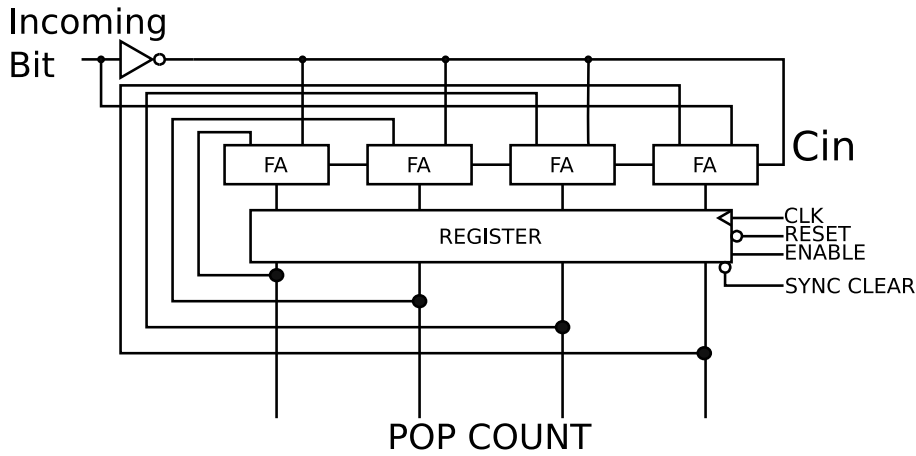 Incoming
Bit
FA
FA
FA
FA
Cin
REGISTER
CLK
RESET
ENABLE
SYNC CLEAR
POP COUNT